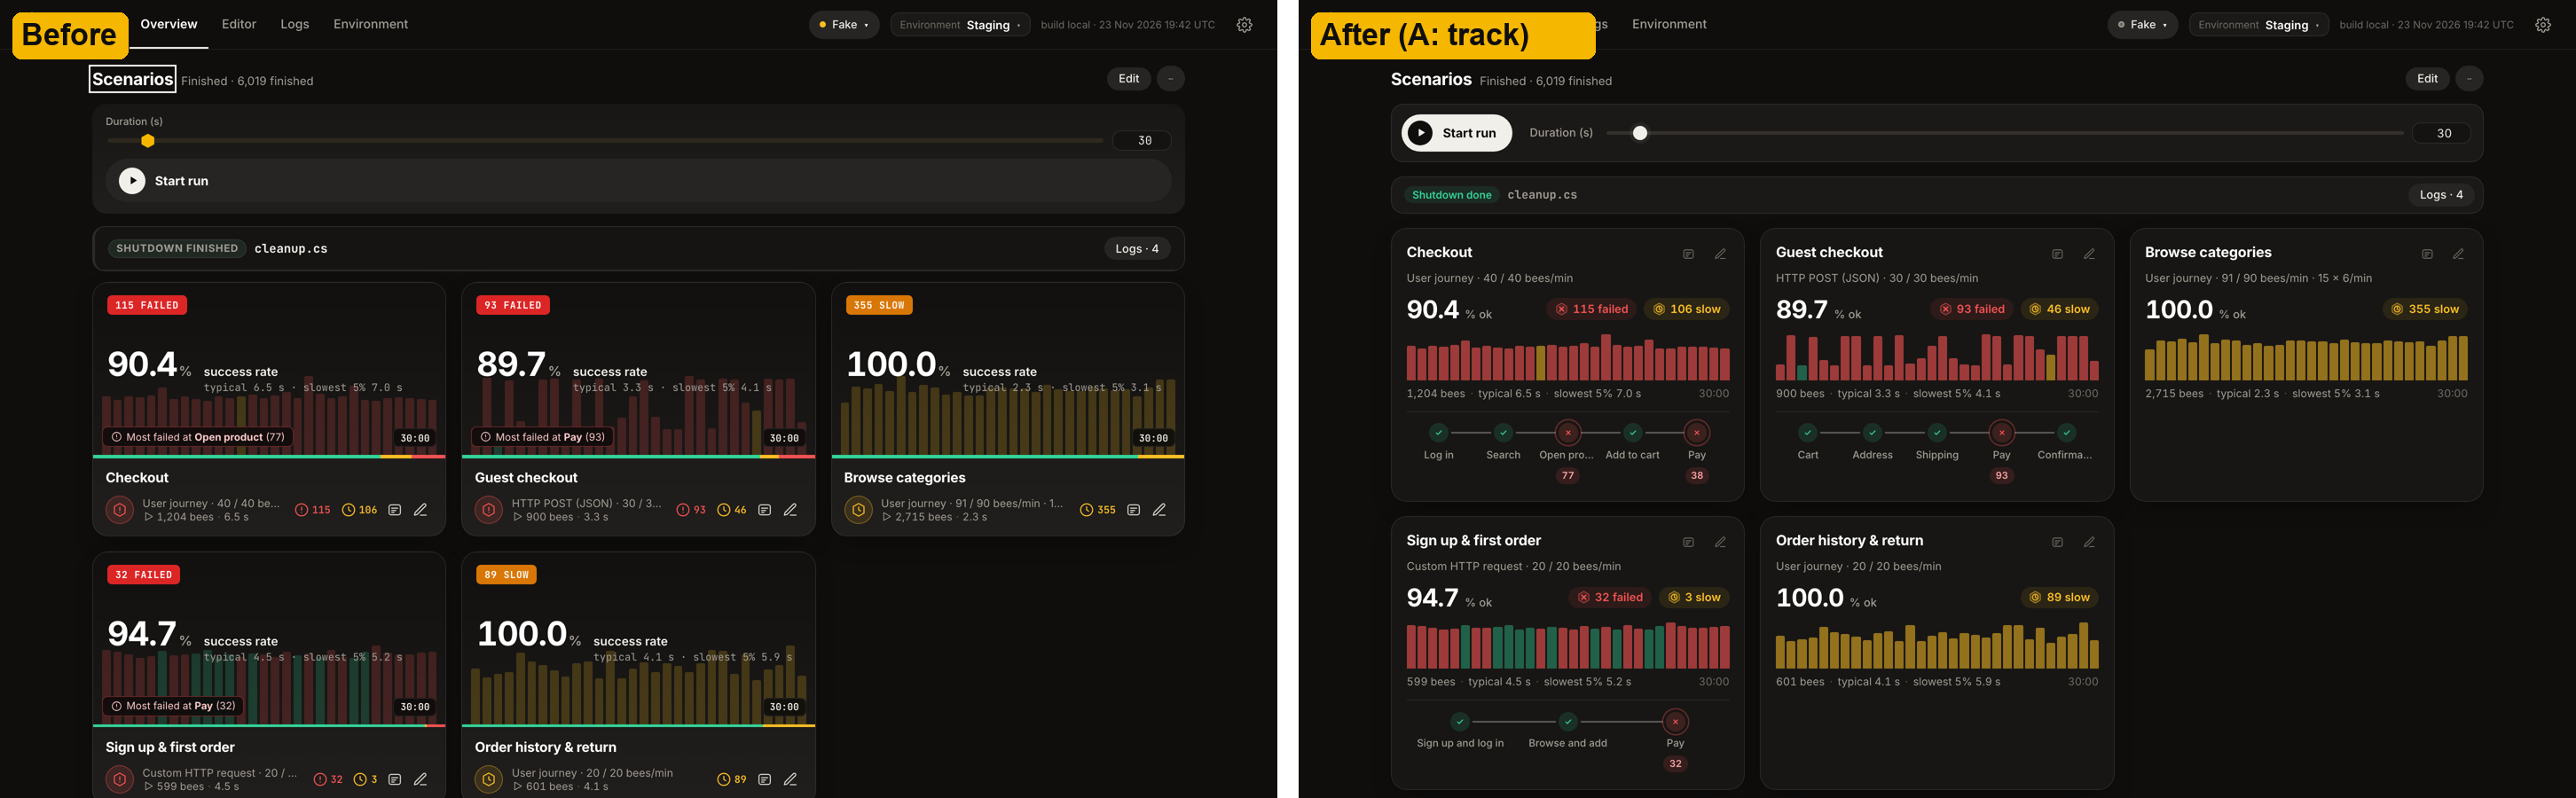 Before
Overview
Editor
Logs
Environment
Fake
Environment Staging
build local · 23 Nov 2026 19:42 UTC
Scenarios
Finished · 6,019 finished
Edit
Duration (s)
30
Start run
SHUTDOWN FINISHED
cleanup.cs
Logs · 4
115 FAILED
90.4%
success rate
typical 6.5 s · slowest 5% 7.0 s
Most failed at Open product (77)
30:00
Checkout
User journey · 40 / 40 be...
1,204 bees · 6.5 s
115
106
93 FAILED
89.7%
success rate
typical 3.3 s · slowest 5% 4.1 s
Most failed at Pay (93)
30:00
Guest checkout
HTTP POST (JSON) · 30 / 3...
900 bees · 3.3 s
93
46
355 SLOW
100.0%
success rate
typical 2.3 s · slowest 5% 3.1 s
30:00
Browse categories
User journey · 91 / 90 bees/min · 1...
2,715 bees · 2.3 s
355
32 FAILED
94.7%
success rate
typical 4.5 s · slowest 5% 5.2 s
Most failed at Pay (32)
30:00
Sign up & first order
Custom HTTP request · 20 / ...
599 bees · 4.5 s
32
3
89 SLOW
100.0%
success rate
typical 4.1 s · slowest 5% 5.9 s
30:00
Order history & return
User journey · 20 / 20 bees/min
601 bees · 4.1 s
89
After (A: track)
gs
Environment
Fake
Environment Staging
build local · 23 Nov 2026 19:42 UTC
Scenarios
Finished · 6,019 finished
Edit
Start run
Duration (s)
30
Shutdown done
cleanup.cs
Logs · 4
Checkout
User journey · 40 / 40 bees/min
90.4 % ok
115 failed
106 slow
1,204 bees · typical 6.5 s · slowest 5% 7.0 s
30:00
Log in
Search
Open pro...
Add to cart
Pay
77
38
Guest checkout
HTTP POST (JSON) · 30 / 30 bees/min
89.7 % ok
93 failed
46 slow
900 bees · typical 3.3 s · slowest 5% 4.1 s
30:00
Cart
Address
Shipping
Pay
Confirma...
93
Browse categories
User journey · 91 / 90 bees/min · 15 × 6/min
100.0 % ok
355 slow
2,715 bees · typical 2.3 s · slowest 5% 3.1 s
30:00
Sign up & first order
Custom HTTP request · 20 / 20 bees/min
94.7 % ok
32 failed
3 slow
599 bees · typical 4.5 s · slowest 5% 5.2 s
30:00
Sign up and log in
Browse and add
Pay
32
Order history & return
User journey · 20 / 20 bees/min
100.0 % ok
89 slow
601 bees · typical 4.1 s · slowest 5% 5.9 s
30:00